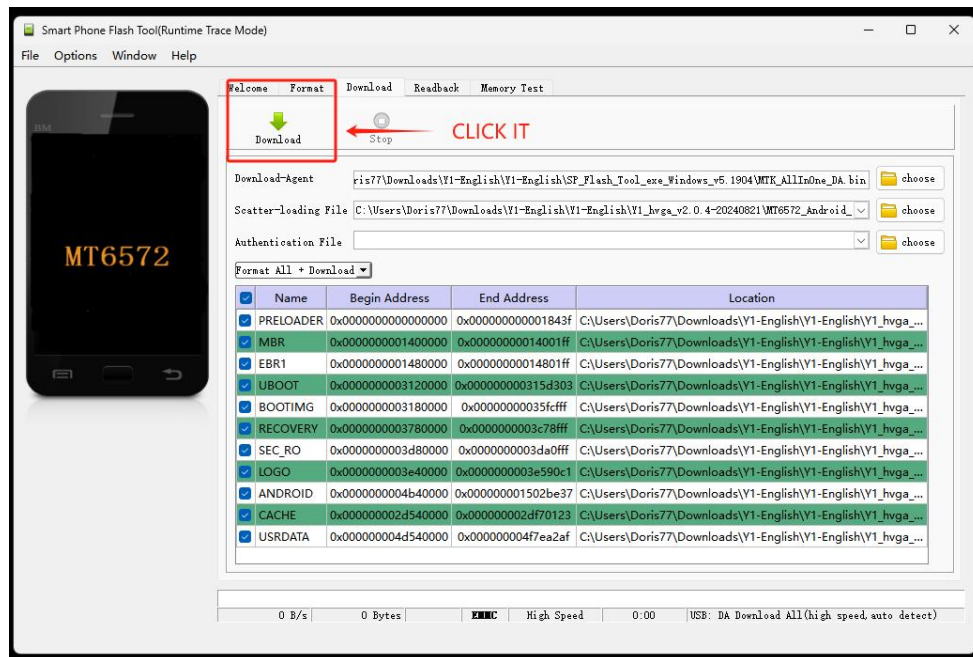 Smart Phone Flash Tool(Runtime Trace Mode)
File Options Window Help
Welcome Format Download Readback Memory Test
BM
Download
Stop
CLICK IT
Download-Agent ris77\Downloads\Y1-English\Y1-English\SP_Flash_Tool_exe_Windows_v5.1904\MTK_AllInOne_DA.bin choose
Scatter-loading File C:\Users\Doris77\Downloads\Y1-English\Y1-English\Y1_hvga_v2.0.4-20240821\MT6572_Android_ choose
Authentication File choose
MT6572
Format All + Download
Name Begin Address End Address Location
PRELOADER 0x0000000000000000 0x000000000001843f C:\Users\Doris77\Downloads\Y1-English\Y1-English\Y1_hvga_...
MBR 0x0000000001400000 0x00000000014001ff C:\Users\Doris77\Downloads\Y1-English\Y1-English\Y1_hvga_...
EBR1 0x0000000001480000 0x00000000014801ff C:\Users\Doris77\Downloads\Y1-English\Y1-English\Y1_hvga_...
UBOOT 0x0000000003120000 0x000000000315d303 C:\Users\Doris77\Downloads\Y1-English\Y1-English\Y1_hvga_...
BOOTIMG 0x0000000003180000 0x00000000035fcfff C:\Users\Doris77\Downloads\Y1-English\Y1-English\Y1_hvga_...
RECOVERY 0x0000000003780000 0x0000000003c78fff C:\Users\Doris77\Downloads\Y1-English\Y1-English\Y1_hvga_...
SEC_RO 0x0000000003d80000 0x0000000003da0fff C:\Users\Doris77\Downloads\Y1-English\Y1-English\Y1_hvga_...
LOGO 0x0000000003e40000 0x0000000003e590c1 C:\Users\Doris77\Downloads\Y1-English\Y1-English\Y1_hvga_...
ANDROID 0x0000000004b40000 0x000000001502be37 C:\Users\Doris77\Downloads\Y1-English\Y1-English\Y1_hvga_...
CACHE 0x000000002d540000 0x000000002df70123 C:\Users\Doris77\Downloads\Y1-English\Y1-English\Y1_hvga_...
USRDATA 0x000000004d540000 0x000000004f7ea2af C:\Users\Doris77\Downloads\Y1-English\Y1-English\Y1_hvga_...
0 B/s 0 Bytes EMMC High Speed 0:00 USB: DA Download All(high speed, auto detect)